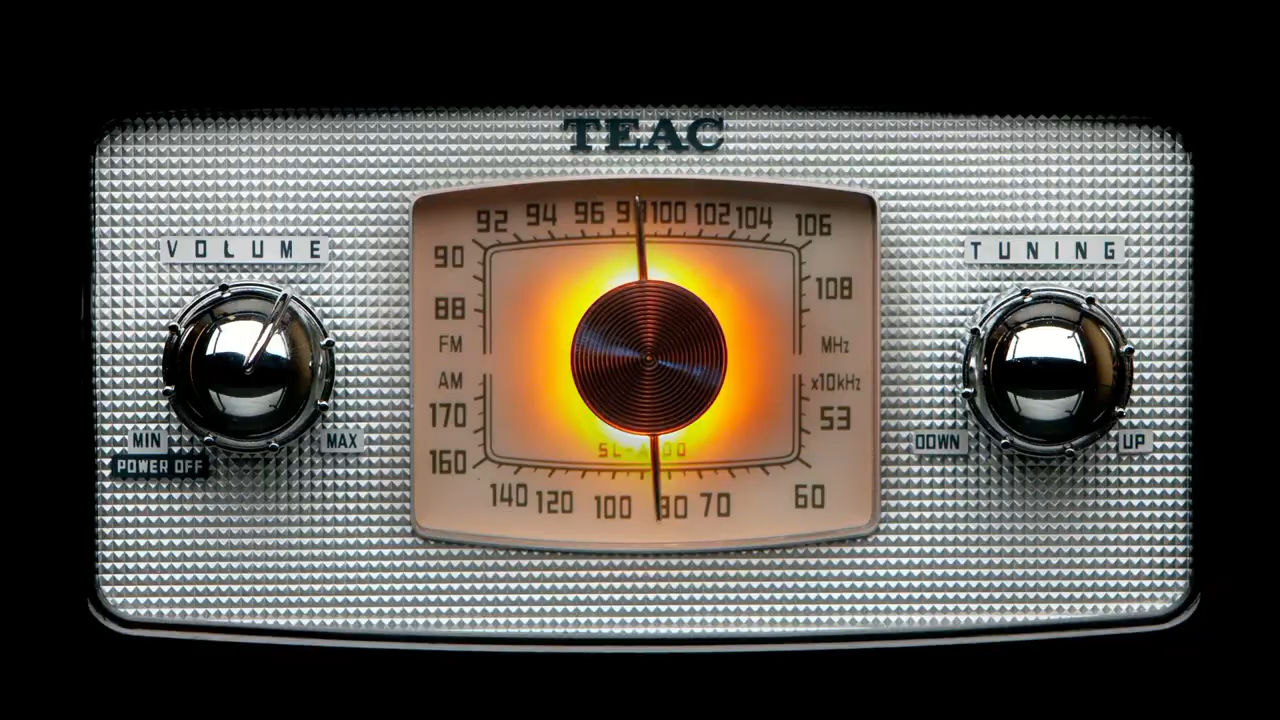 TEAC
92 94 96 100 102 104 106
VOLUME
TUNING
90
108
88
FM
MHz
AM
x10kHz
170
53
MIN
MAX
DOWN
UP
POWER OFF
160
140 120 100 80 70 60